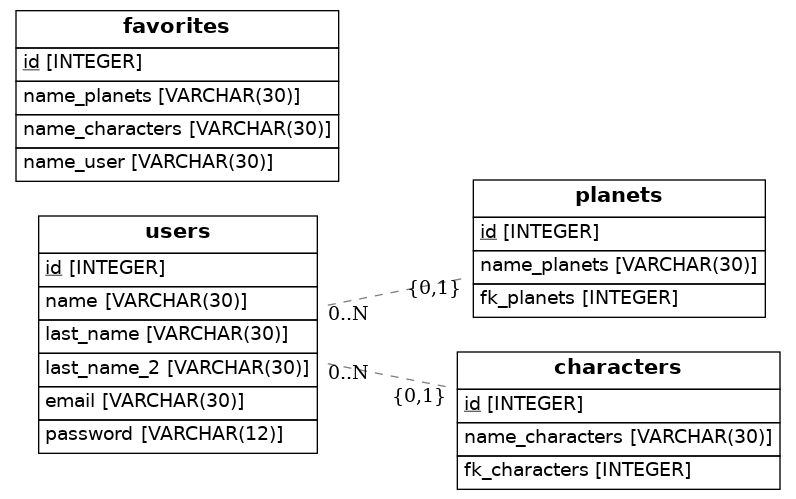 favorites
id [INTEGER]
name_planets [VARCHAR(30)]
name_characters [VARCHAR(30)]
name_user [VARCHAR(30)]
users
id [INTEGER]
name [VARCHAR(30)]
last_name [VARCHAR(30)]
last_name_2 [VARCHAR(30)]
email [VARCHAR(30)]
password [VARCHAR(12)]
0..N
{0,1}
0..N
{0,1}
planets
id [INTEGER]
name_planets [VARCHAR(30)]
fk_planets [INTEGER]
characters
id [INTEGER]
name_characters [VARCHAR(30)]
fk_characters [INTEGER]